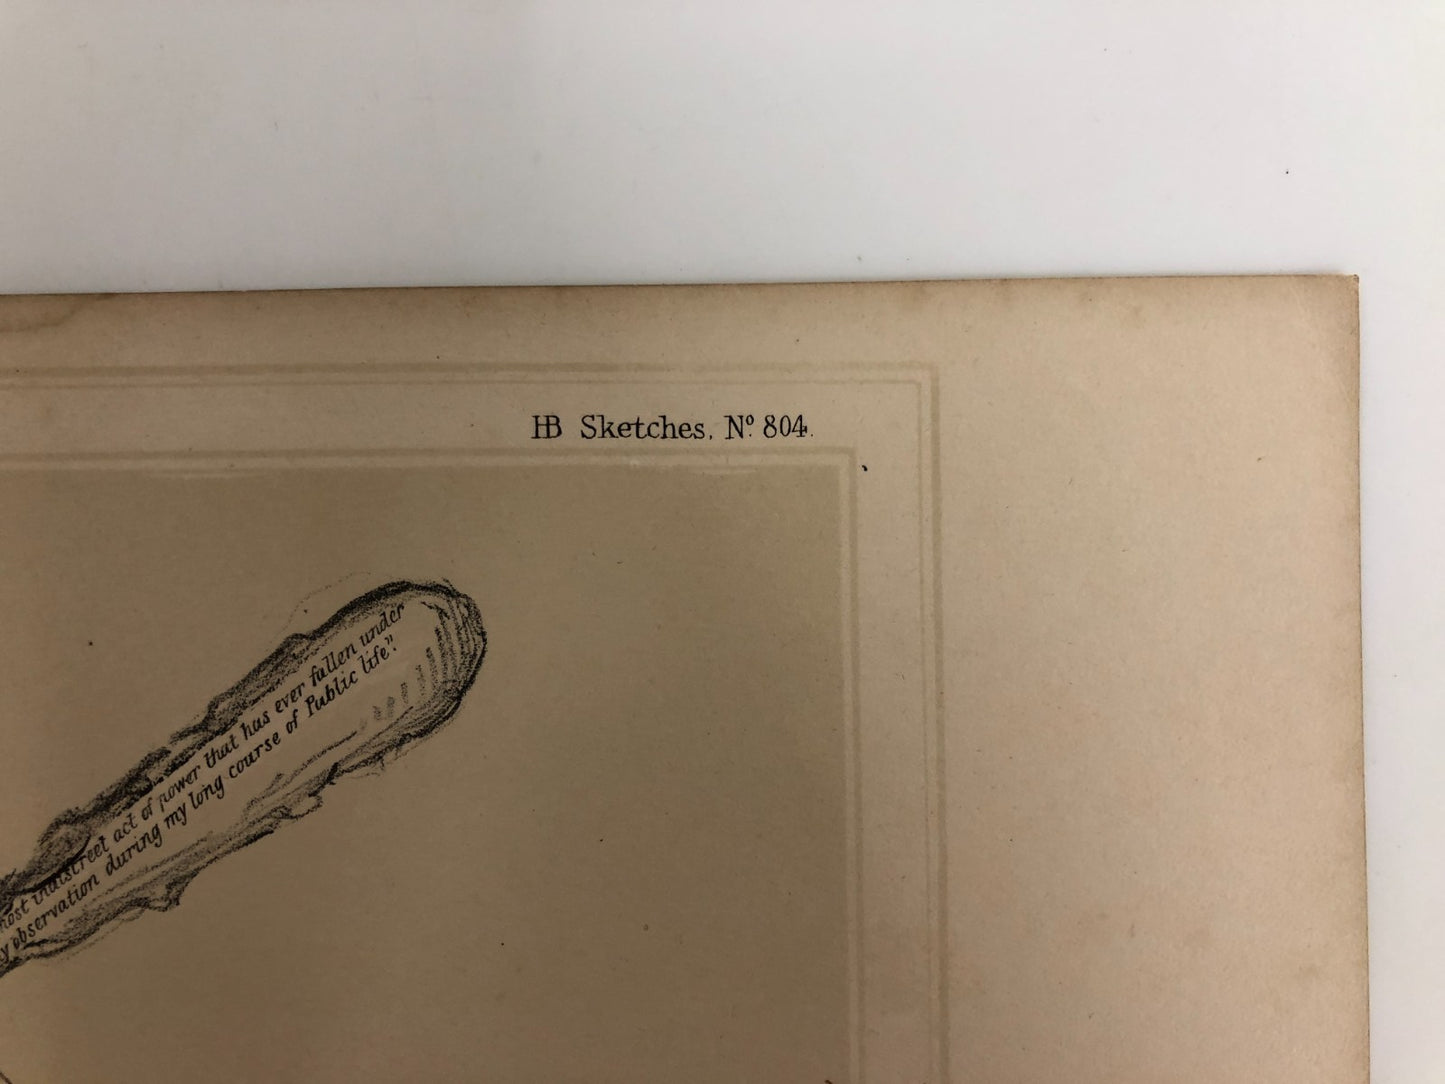 HB Sketches, Nº 804.
most indiscreet act of power that has ever fallen under
my observation during my long course of Public life".